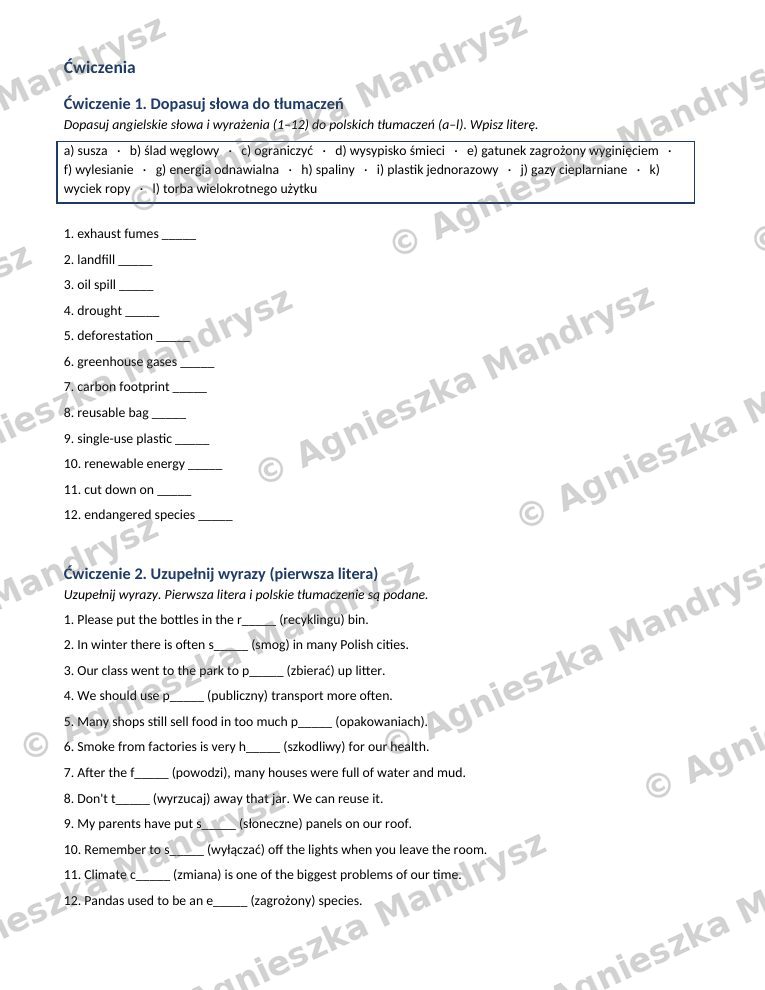 Ćwiczenia
Ćwiczenie 1. Dopasuj słowa do tłumaczeń
Dopasuj angielskie słowa i wyrażenia (1–12) do polskich tłumaczeń (a–l). Wpisz literę.
a) susza · b) ślad węglowy · c) ograniczyć · d) wysypisko śmieci · e) gatunek zagrożony wyginięciem ·
f) wylesianie · g) energia odnawialna · h) spaliny · i) plastik jednorazowy · j) gazy cieplarniane · k)
wyciek ropy · l) torba wielokrotnego użytku
1. exhaust fumes _____
2. landfill _____
3. oil spill _____
4. drought _____
5. deforestation _____
6. greenhouse gases _____
7. carbon footprint _____
8. reusable bag _____
9. single-use plastic _____
10. renewable energy _____
11. cut down on _____
12. endangered species _____
Ćwiczenie 2. Uzupełnij wyrazy (pierwsza litera)
Uzupełnij wyrazy. Pierwsza litera i polskie tłumaczenie są podane.
1. Please put the bottles in the r_____ (recyklingu) bin.
2. In winter there is often s_____ (smog) in many Polish cities.
3. Our class went to the park to p_____ (zbierać) up litter.
4. We should use p_____ (publiczny) transport more often.
5. Many shops still sell food in too much p_____ (opakowaniach).
6. Smoke from factories is very h_____ (szkodliwy) for our health.
7. After the f_____ (powodzi), many houses were full of water and mud.
8. Don't t_____ (wyrzucaj) away that jar. We can reuse it.
9. My parents have put s_____ (słoneczne) panels on our roof.
10. Remember to s_____ (wyłączać) off the lights when you leave the room.
11. Climate c_____ (zmiana) is one of the biggest problems of our time.
12. Pandas used to be an e_____ (zagrożony) species.
© Agnieszka Mandrysz